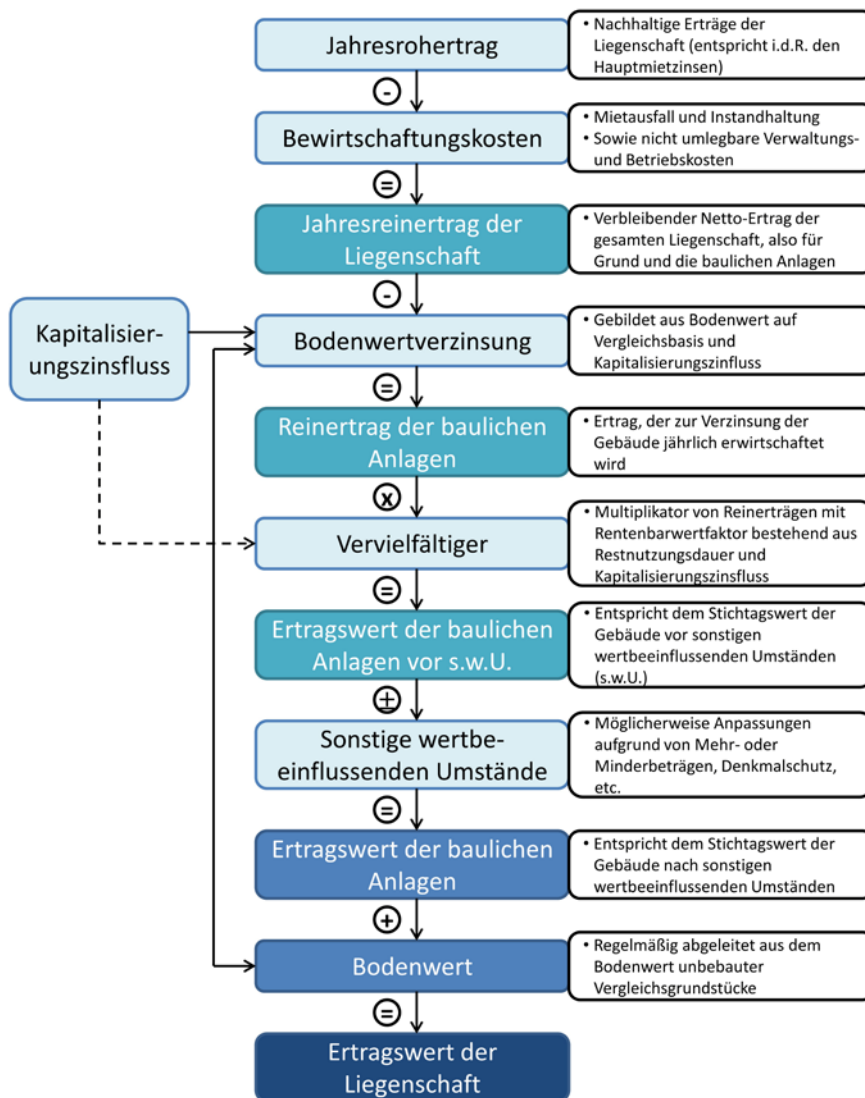 Jahresrohertrag
• Nachhaltige Erträge der
Liegenschaft (entspricht i.d.R. den
Hauptmietzinsen)
-
Bewirtschaftungskosten
• Mietausfall und Instandhaltung
• Sowie nicht umlegbare Verwaltungs-
und Betriebskosten
=
Jahresreinertrag der
Liegenschaft
• Verbleibender Netto-Ertrag der
gesamten Liegenschaft, also für
Grund und die baulichen Anlagen
-
Kapitalisier-
ungszinsfluss
Bodenwertverzinsung
• Gebildet aus Bodenwert auf
Vergleichsbasis und
Kapitalisierungszinfluss
=
Reinertrag der baulichen
Anlagen
• Ertrag, der zur Verzinsung der
Gebäude jährlich erwirtschaftet
wird
x
Vervielfältiger
• Multiplikator von Reinerträgen mit
Rentenbarwertfaktor bestehend aus
Restnutzungsdauer und
Kapitalisierungszinsfluss
=
Ertragswert der baulichen
Anlagen vor s.w.U.
• Entspricht dem Stichtagswert der
Gebäude vor sonstigen
wertbeeinflussenden Umständen
(s.w.U.)
±
Sonstige wertbe-
einflussenden Umstände
• Möglicherweise Anpassungen
aufgrund von Mehr- oder
Minderbeträgen, Denkmalschutz,
etc.
=
Ertragswert der baulichen
Anlagen
• Entspricht dem Stichtagswert der
Gebäude nach sonstigen
wertbeeinflussenden Umständen
+
Bodenwert
• Regelmäßig abgeleitet aus dem
Bodenwert unbebauter
Vergleichsgrundstücke
=
Ertragswert der
Liegenschaft